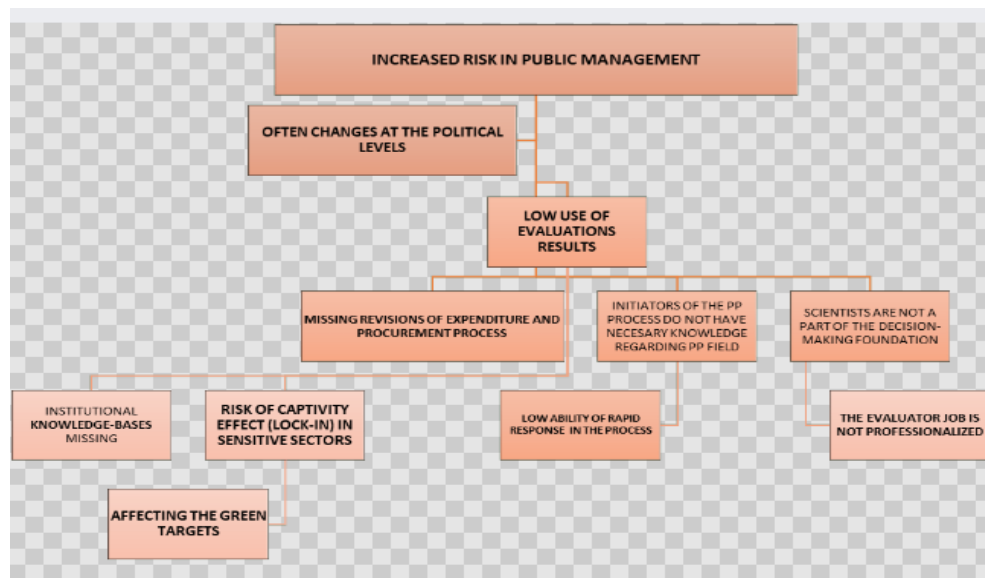 INCREASED RISK IN PUBLIC MANAGEMENT
OFTEN CHANGES AT THE POLITICAL
LEVELS
LOW USE OF
EVALUATIONS
RESULTS
MISSING REVISIONS OF EXPENDITURE AND
PROCUREMENT PROCESS
INITIATORS OF THE PP
PROCESS DO NOT HAVE
NECESARY KNOWLEDGE
REGARDING PP FIELD
SCIENTISTS ARE NOT A
PART OF THE DECISION-
MAKING FOUNDATION
INSTITUTIONAL
KNOWLEDGE-BASES
MISSING
RISK OF CAPTIVITY
EFFECT (LOCK-IN) IN
SENSITIVE SECTORS
LOW ABILITY OF RAPID
RESPONSE IN THE PROCESS
THE EVALUATOR JOB IS
NOT PROFESSIONALIZED
AFFECTING THE GREEN
TARGETS